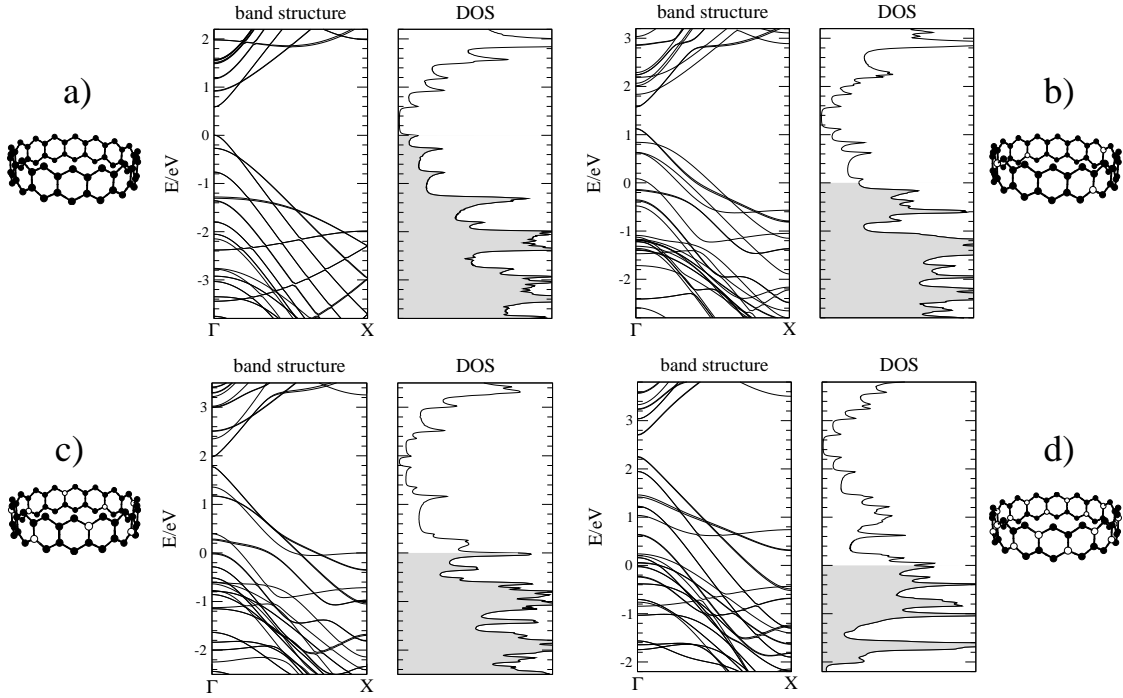 band structure
DOS
a)
E/eV
2
1
0
-1
-2
-3
Γ
X
band structure
DOS
b)
E/eV
3
2
1
0
-1
-2
Γ
X
band structure
DOS
c)
E/eV
3
2
1
0
-1
-2
Γ
X
band structure
DOS
d)
E/eV
3
2
1
0
-1
-2
Γ
X